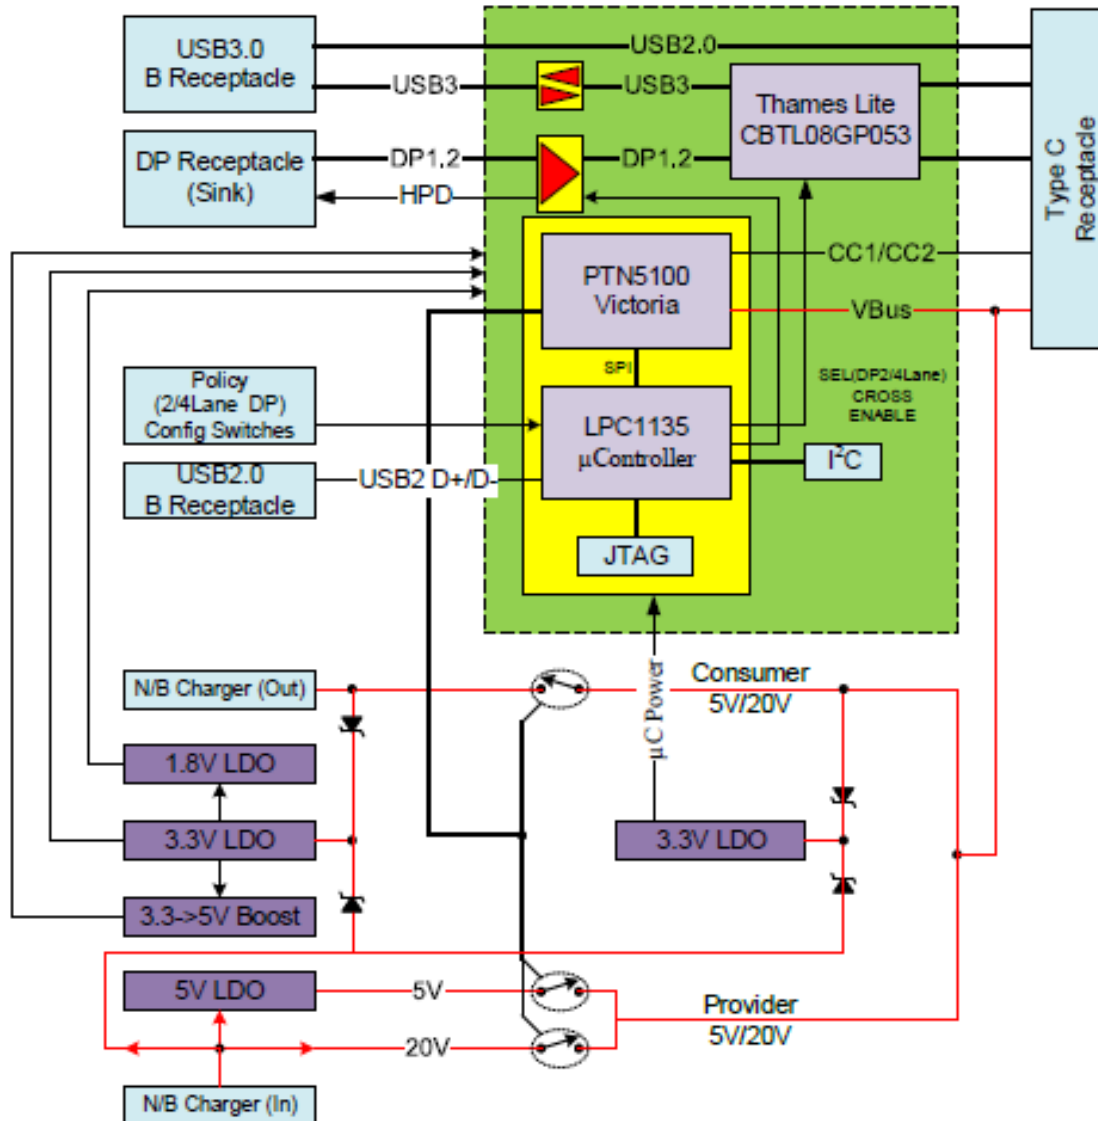 USB3.0
B Receptacle
USB2.0
USB3
USB3
Thames Lite
CBTL08GP053
Type C
Receptacle
DP Receptacle
(Sink)
DP1.2
DP1.2
HPD
PTN5100
Victoria
CC1/CC2
VBus
SPI
Policy
(2/4Lane DP)
Config Switches
SEL(DP2/4Lane)
CROSS
ENABLE
LPC1135
μController
I²C
USB2.0
B Receptacle
USB2 D+/D-
JTAG
μC Power
N/B Charger (Out)
Consumer
5V/20V
1.8V LDO
3.3V LDO
3.3V LDO
3.3->5V Boost
5V LDO
5V
Provider
5V/20V
20V
N/B Charger (In)